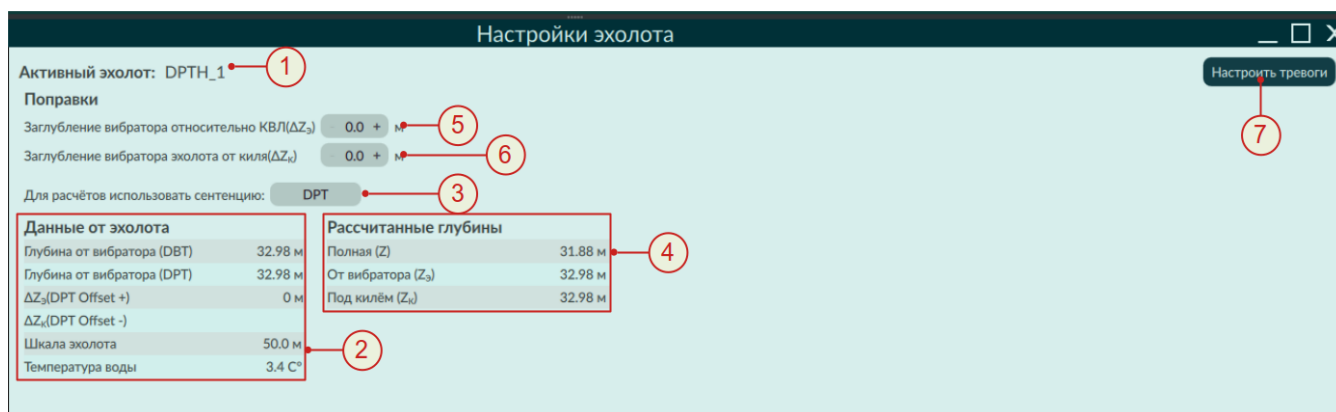 Настройки эхолота
Активный эхолот: DPTH_1
1
Настроить тревоги
7
Поправки
Заглубление вибратора относительно КВЛ(ΔZэ) - 0.0 + м
5
Заглубление вибратора эхолота от киля(ΔZк) - 0.0 + м
6
Для расчётов использовать сентенцию: DPT
3
Данные от эхолота
Глубина от вибратора (DBT) 32.98 м
Глубина от вибратора (DPT) 32.98 м
ΔZэ(DPT Offset +) 0 м
ΔZк(DPT Offset -)
Шкала эхолота 50.0 м
Температура воды 3.4 C°
2
Рассчитанные глубины
Полная (Z) 31.88 м
От вибратора (Zэ) 32.98 м
Под килём (Zк) 32.98 м
4